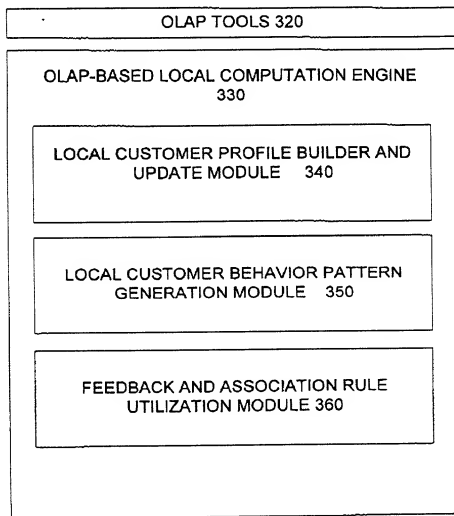 OLAP TOOLS 320
OLAP-BASED LOCAL COMPUTATION ENGINE
330
LOCAL CUSTOMER PROFILE BUILDER AND
UPDATE MODULE 340
LOCAL CUSTOMER BEHAVIOR PATTERN
GENERATION MODULE 350
FEEDBACK AND ASSOCIATION RULE
UTILIZATION MODULE 360